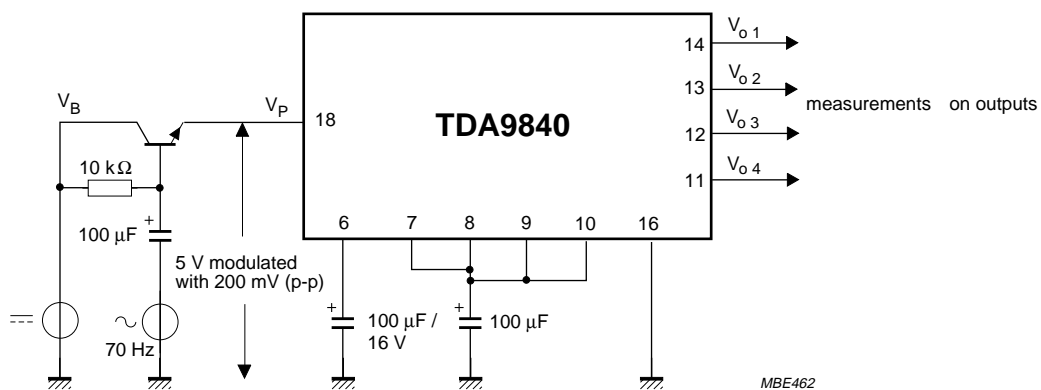 V_o 1
14
V_o 2
13
V_B
V_P
18
TDA9840
measurements on outputs
V_o 3
12
10 kΩ
V_o 4
11
6
7
8
9
10
16
+
100 μF
5 V modulated
with 200 mV (p-p)
+
100 μF /
16 V
+
100 μF
70 Hz
MBE462